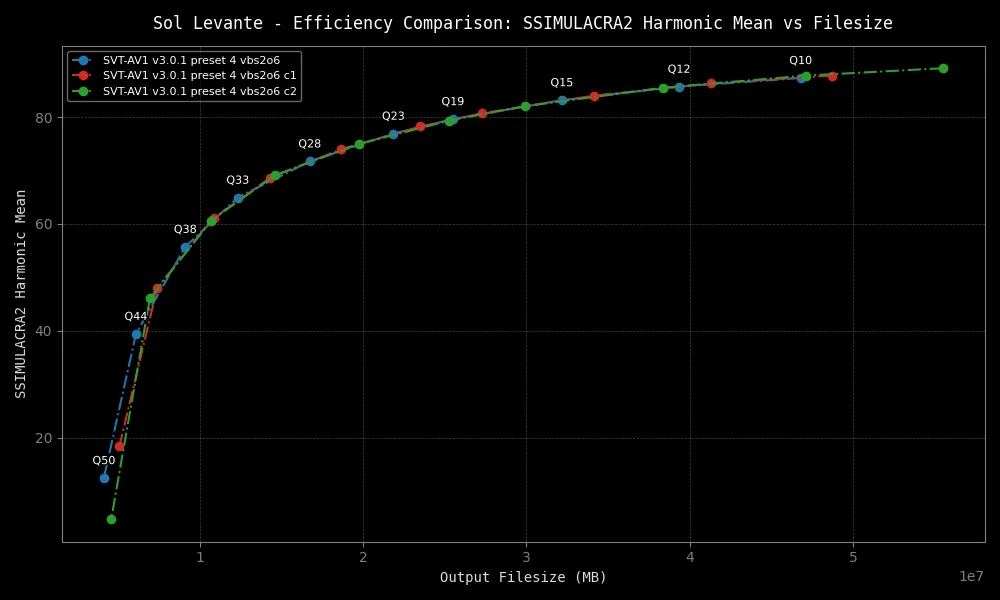 Sol Levante - Efficiency Comparison: SSIMULACRA2 Harmonic Mean vs Filesize
SVT-AV1 v3.0.1 preset 4 vbs2o6
SVT-AV1 v3.0.1 preset 4 vbs2o6 c1
SVT-AV1 v3.0.1 preset 4 vbs2o6 c2
SSIMULACRA2 Harmonic Mean
80
60
40
20
Q10
Q12
Q15
Q19
Q23
Q28
Q33
Q38
Q44
Q50
1 2 3 4 5
1e7
Output Filesize (MB)